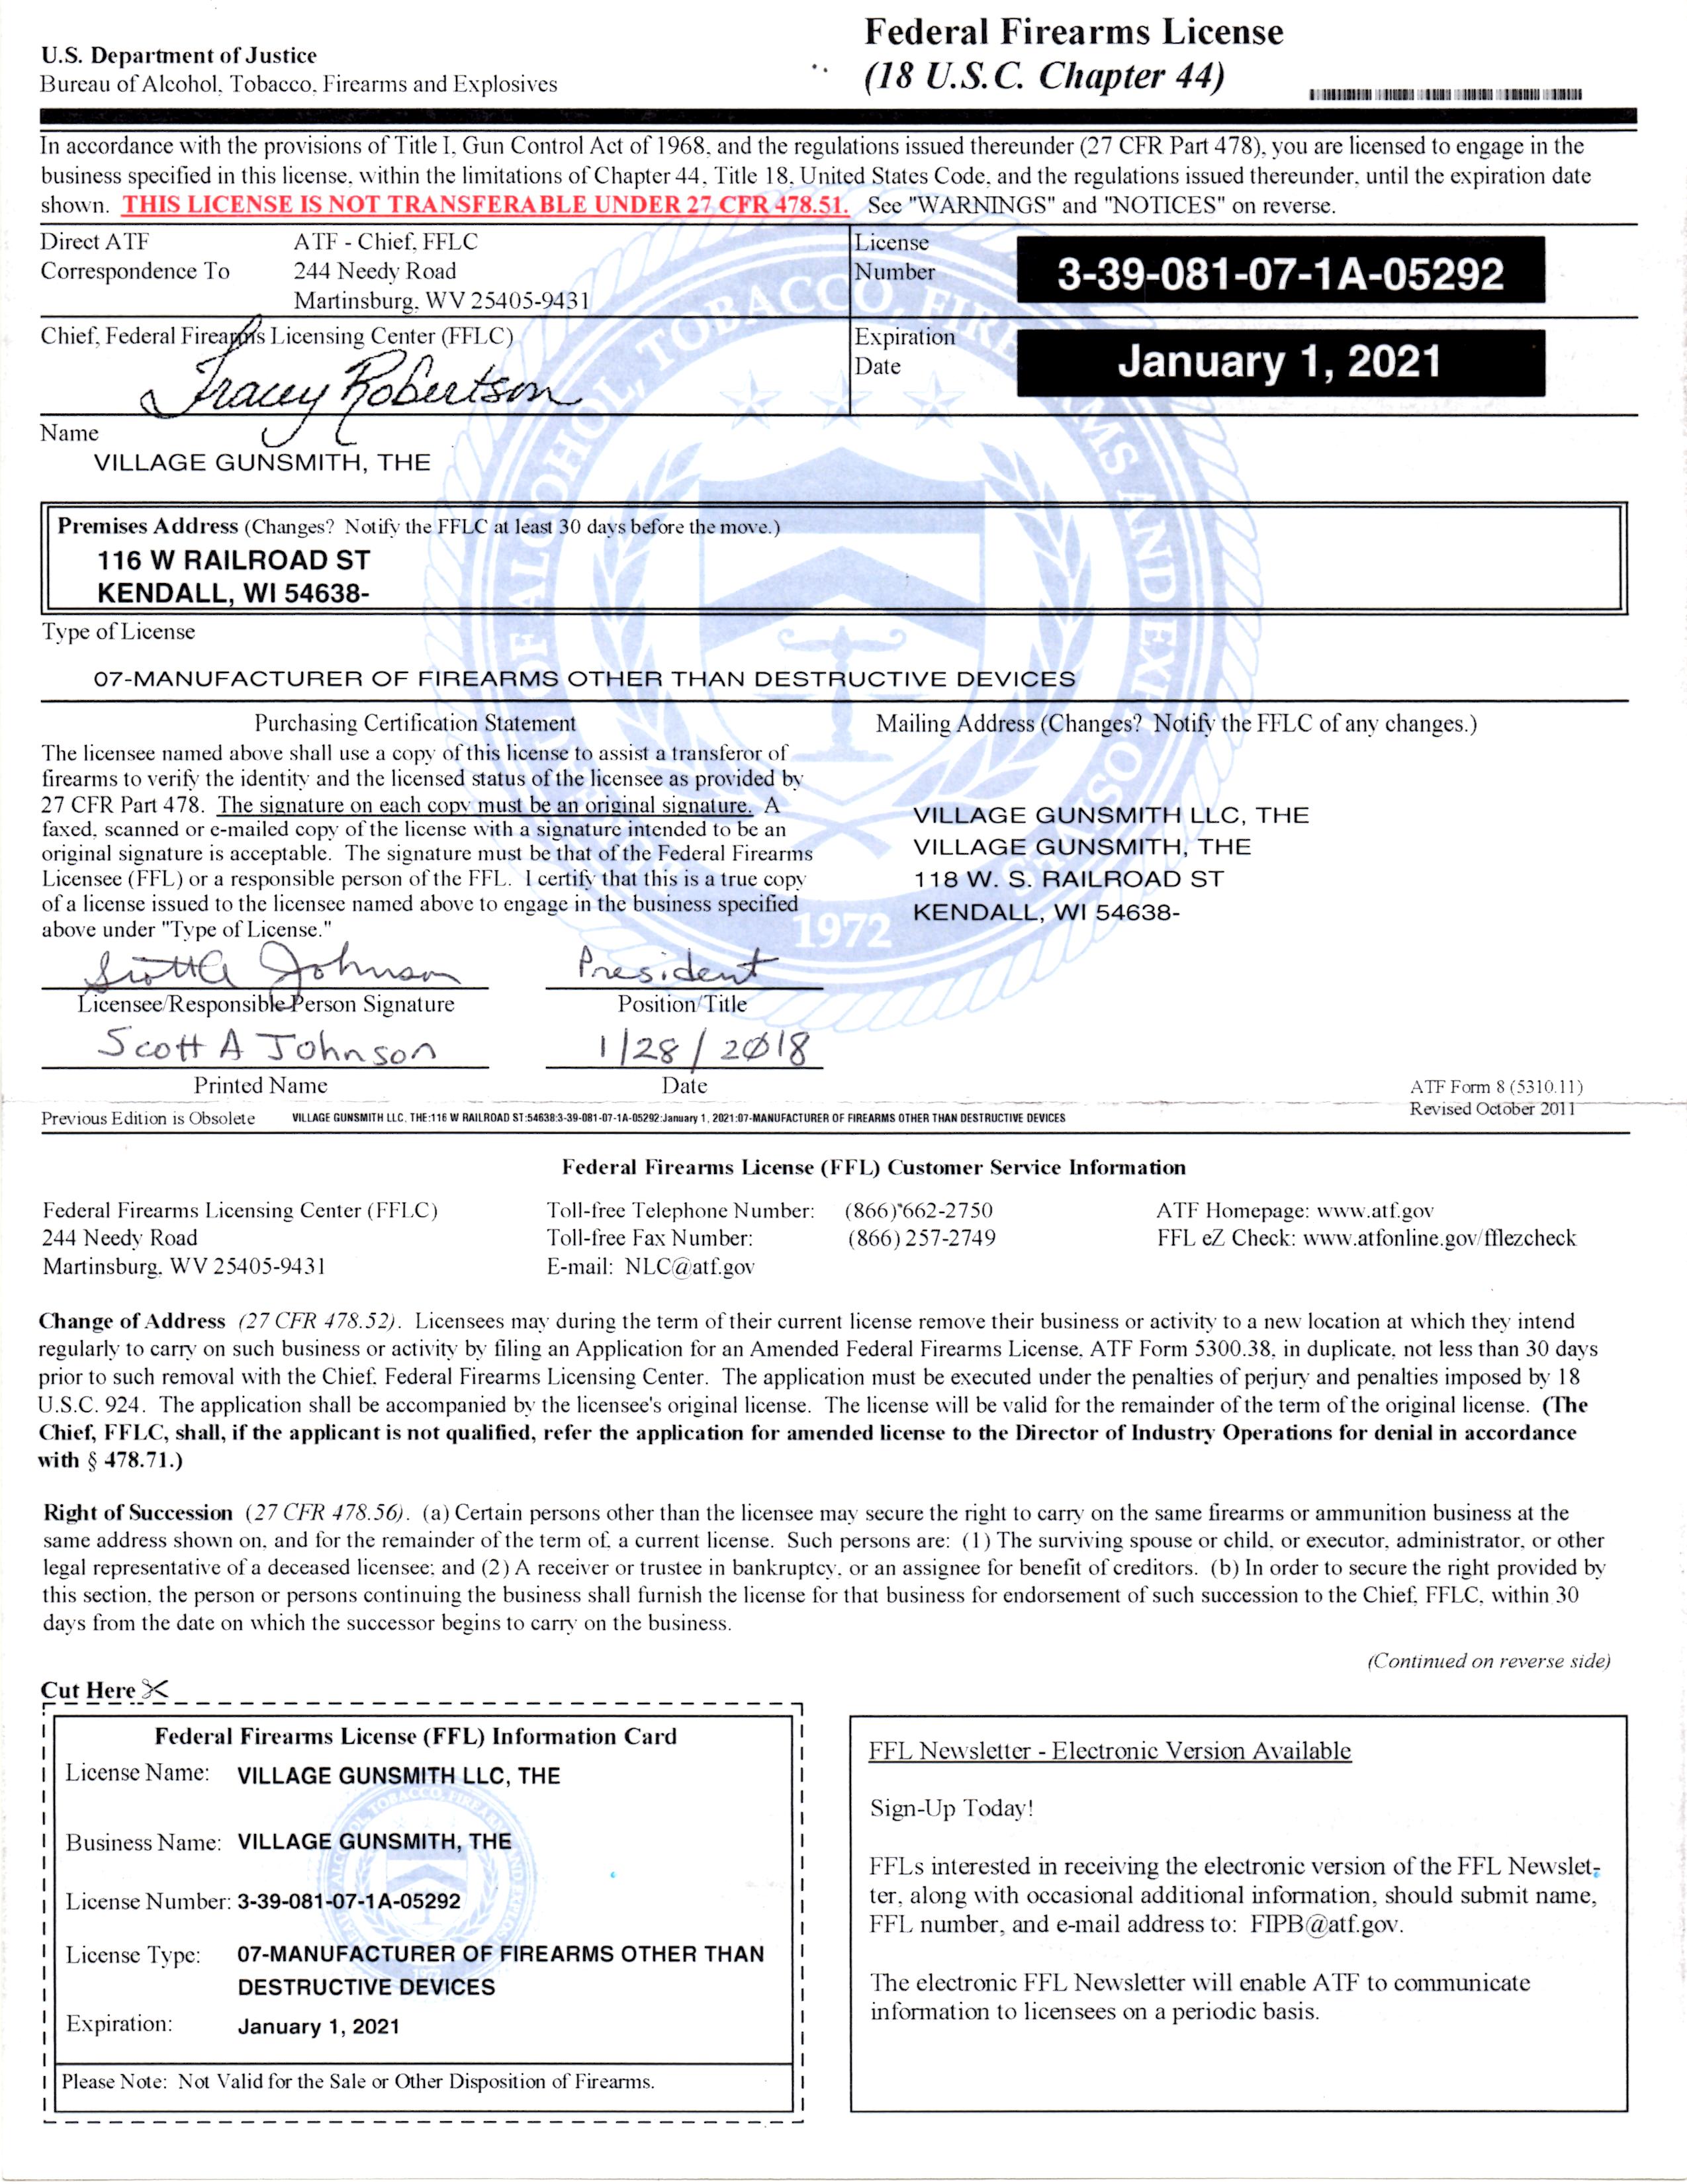 U.S. Department of Justice
Bureau of Alcohol, Tobacco, Firearms and Explosives
Federal Firearms License
(18 U.S.C. Chapter 44)
In accordance with the provisions of Title I, Gun Control Act of 1968, and the regulations issued thereunder (27 CFR Part 478), you are licensed to engage in the
business specified in this license, within the limitations of Chapter 44, Title 18, United States Code, and the regulations issued thereunder, until the expiration date
shown. THIS LICENSE IS NOT TRANSFERABLE UNDER 27 CFR 478.51. See "WARNINGS" and "NOTICES" on reverse.
Direct ATF
Correspondence To
ATF - Chief, FFLC
244 Needy Road
Martinsburg, WV 25405-9431
License
Number
3-39-081-07-1A-05292
Chief, Federal Firearms Licensing Center (FFLC)
Tracey Robertson
Expiration
Date
January 1, 2021
Name
VILLAGE GUNSMITH, THE
Premises Address (Changes? Notify the FFLC at least 30 days before the move.)
116 W RAILROAD ST
KENDALL, WI 54638-
Type of License
07-MANUFACTURER OF FIREARMS OTHER THAN DESTRUCTIVE DEVICES
Purchasing Certification Statement
The licensee named above shall use a copy of this license to assist a transferor of
firearms to verify the identity and the licensed status of the licensee as provided by
27 CFR Part 478. The signature on each copy must be an original signature. A
faxed, scanned or e-mailed copy of the license with a signature intended to be an
original signature is acceptable. The signature must be that of the Federal Firearms
Licensee (FFL) or a responsible person of the FFL. I certify that this is a true copy
of a license issued to the licensee named above to engage in the business specified
above under "Type of License."
Mailing Address (Changes? Notify the FFLC of any changes.)
VILLAGE GUNSMITH LLC, THE
VILLAGE GUNSMITH, THE
118 W. S. RAILROAD ST
KENDALL, WI 54638-
1972
Scott A Johnson
President
Licensee/Responsible Person Signature
Position/Title
Scott A Johnson
1/28/2018
Printed Name
Date
ATF Form 8 (5310.11)
Revised October 2011
Previous Edition is Obsolete
VILLAGE GUNSMITH LLC, THE:116 W RAILROAD ST:54638:3-39-081-07-1A-05292:January 1, 2021:07-MANUFACTURER OF FIREARMS OTHER THAN DESTRUCTIVE DEVICES
Federal Firearms License (FFL) Customer Service Information
Federal Firearms Licensing Center (FFLC)
244 Needy Road
Martinsburg, WV 25405-9431
Toll-free Telephone Number: (866) 662-2750
Toll-free Fax Number: (866) 257-2749
E-mail: NLC@atf.gov
ATF Homepage: www.atf.gov
FFL eZ Check: www.atfonline.gov/fflezcheck
Change of Address (27 CFR 478.52). Licensees may during the term of their current license remove their business or activity to a new location at which they intend
regularly to carry on such business or activity by filing an Application for an Amended Federal Firearms License, ATF Form 5300.38, in duplicate, not less than 30 days
prior to such removal with the Chief, Federal Firearms Licensing Center. The application must be executed under the penalties of perjury and penalties imposed by 18
U.S.C. 924. The application shall be accompanied by the licensee's original license. The license will be valid for the remainder of the term of the original license. (The
Chief, FFLC, shall, if the applicant is not qualified, refer the application for amended license to the Director of Industry Operations for denial in accordance
with § 478.71.)
Right of Succession (27 CFR 478.56). (a) Certain persons other than the licensee may secure the right to carry on the same firearms or ammunition business at the
same address shown on, and for the remainder of the term of, a current license. Such persons are: (1) The surviving spouse or child, or executor, administrator, or other
legal representative of a deceased licensee; and (2) A receiver or trustee in bankruptcy, or an assignee for benefit of creditors. (b) In order to secure the right provided by
this section, the person or persons continuing the business shall furnish the license for that business for endorsement of such succession to the Chief, FFLC, within 30
days from the date on which the successor begins to carry on the business.
(Continued on reverse side)
Cut Here
Federal Firearms License (FFL) Information Card
License Name: VILLAGE GUNSMITH LLC, THE
Business Name: VILLAGE GUNSMITH, THE
License Number: 3-39-081-07-1A-05292
License Type: 07-MANUFACTURER OF FIREARMS OTHER THAN
DESTRUCTIVE DEVICES
Expiration: January 1, 2021
Please Note: Not Valid for the Sale or Other Disposition of Firearms.
FFL Newsletter - Electronic Version Available
Sign-Up Today!
FFLs interested in receiving the electronic version of the FFL Newslet-
ter, along with occasional additional information, should submit name,
FFL number, and e-mail address to: FIPB@atf.gov.
The electronic FFL Newsletter will enable ATF to communicate
information to licensees on a periodic basis.